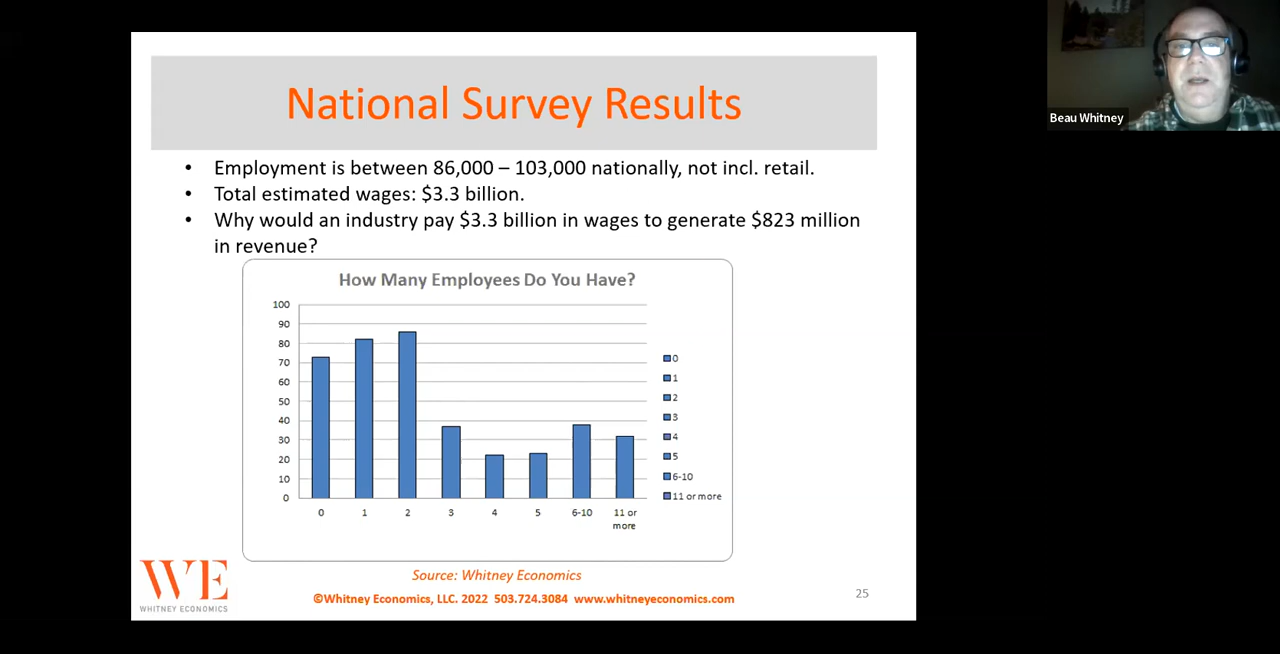 National Survey Results
• Employment is between 86,000 – 103,000 nationally, not incl. retail.
• Total estimated wages: $3.3 billion.
• Why would an industry pay $3.3 billion in wages to generate $823 million
in revenue?
How Many Employees Do You Have?
100
90
80
70
60
50
40
30
20
10
0
0 1 2 3 4 5 6-10 11 or
more
0
1
2
3
4
5
6-10
11 or more
Source: Whitney Economics
WE
WHITNEY ECONOMICS
©Whitney Economics, LLC. 2022 503.724.3084 www.whitneyeconomics.com
25
Beau Whitney